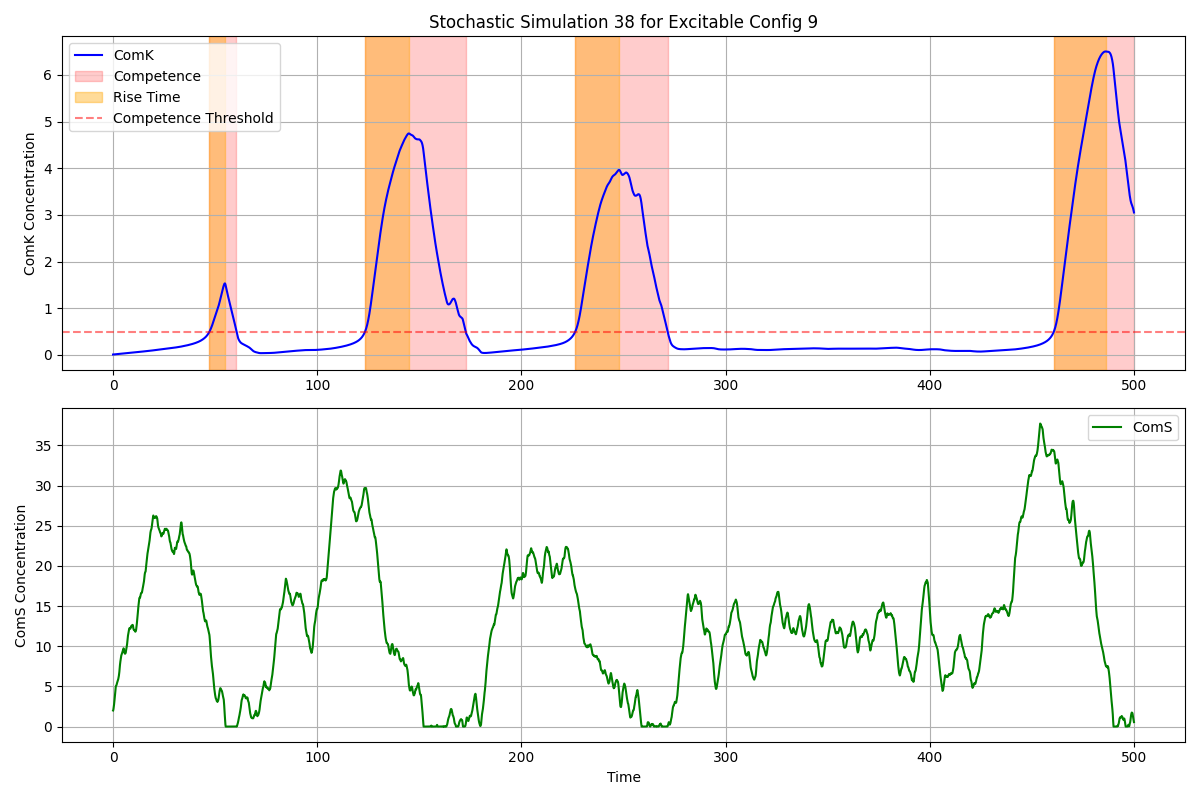 Stochastic Simulation 38 for Excitable Config 9
ComK Concentration
6
5
4
3
2
1
0
ComK
Competence
Rise Time
Competence Threshold
0 100 200 300 400 500
ComS Concentration
35
30
25
20
15
10
5
0
ComS
0 100 200 300 400 500
Time